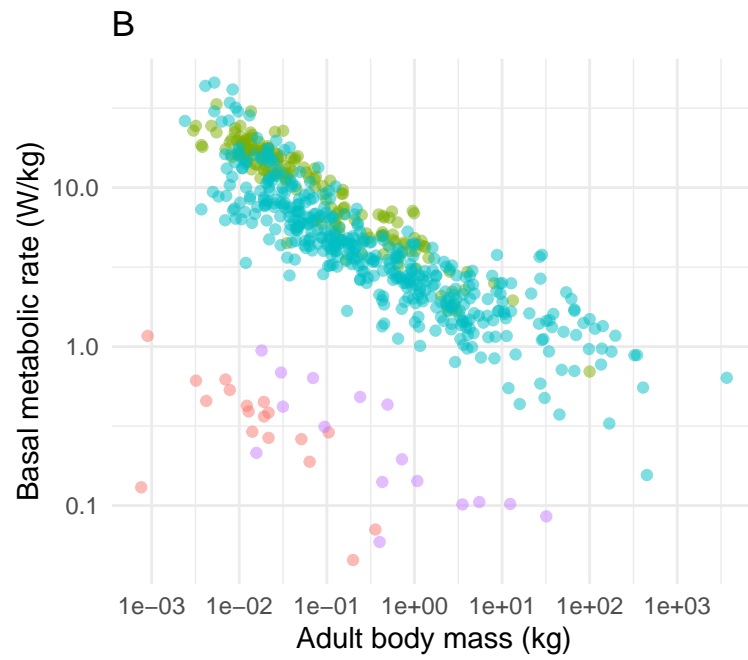 B
Basal metabolic rate (W/kg)
10.0
1.0
0.1
1e−03 1e−02 1e−01 1e+00 1e+01 1e+02 1e+03
Adult body mass (kg)